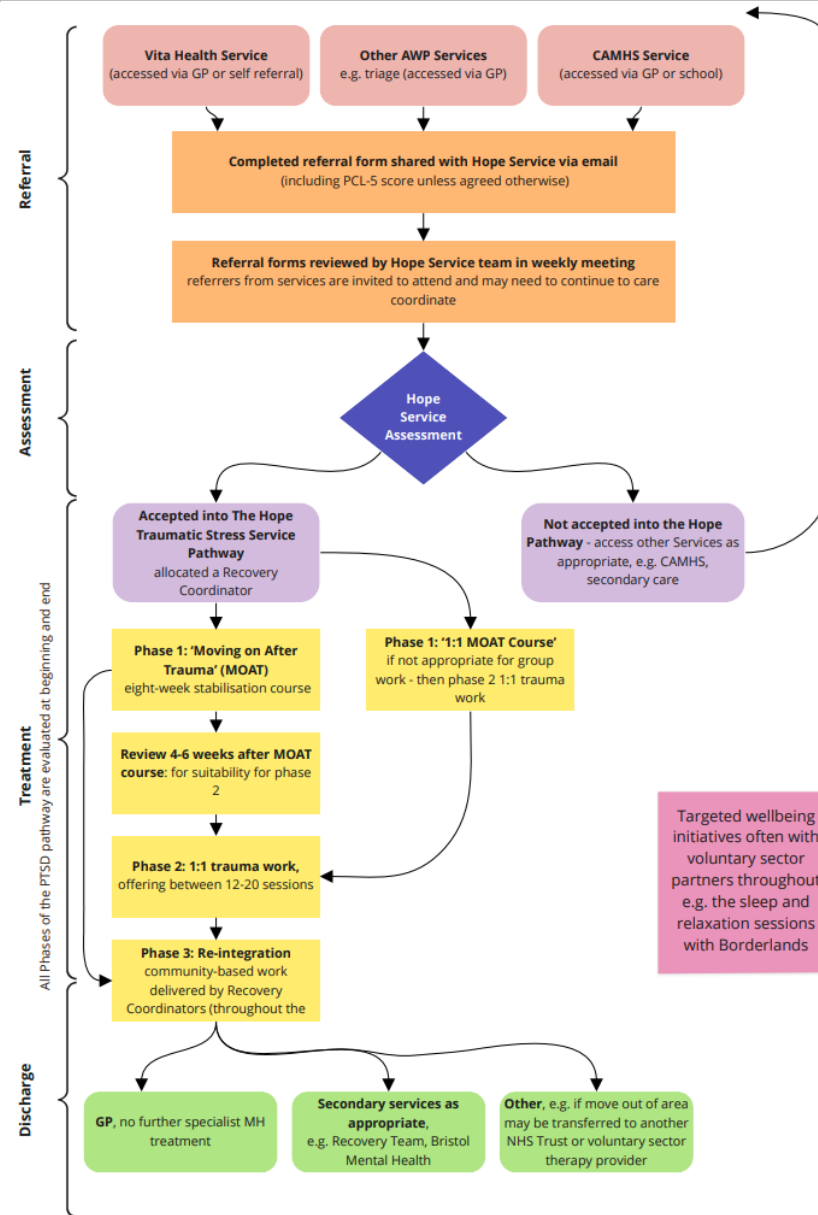 Referral
Vita Health Service
(accessed via GP or self referral)
Other AWP Services
e.g. triage (accessed via GP)
CAMHS Service
(accessed via GP or school)
Completed referral form shared with Hope Service via email
(including PCL-5 score unless agreed otherwise)
Referral forms reviewed by Hope Service team in weekly meeting
referrers from services are invited to attend and may need to continue to care
coordinate
Assessment
Hope
Service
Assessment
Treatment
All Phases of the PTSD pathway are evaluated at beginning and end
Accepted into The Hope
Traumatic Stress Service
Pathway
allocated a Recovery
Coordinator
Not accepted into the Hope
Pathway - access other Services as
appropriate, e.g. CAMHS,
secondary care
Phase 1: ‘Moving on After
Trauma’ (MOAT)
eight-week stabilisation course
Phase 1: ‘1:1 MOAT Course’
if not appropriate for group
work - then phase 2 1:1 trauma
work
Review 4-6 weeks after MOAT
course: for suitability for phase
2
Phase 2: 1:1 trauma work,
offering between 12-20 sessions
Targeted wellbeing
initiatives often with
voluntary sector
partners throughout
e.g. the sleep and
relaxation sessions
with Borderlands
Phase 3: Re-integration
community-based work
delivered by Recovery
Coordinators (throughout the
Discharge
GP, no further specialist MH
treatment
Secondary services as
appropriate,
e.g. Recovery Team, Bristol
Mental Health
Other, e.g. if move out of area
may be transferred to another
NHS Trust or voluntary sector
therapy provider